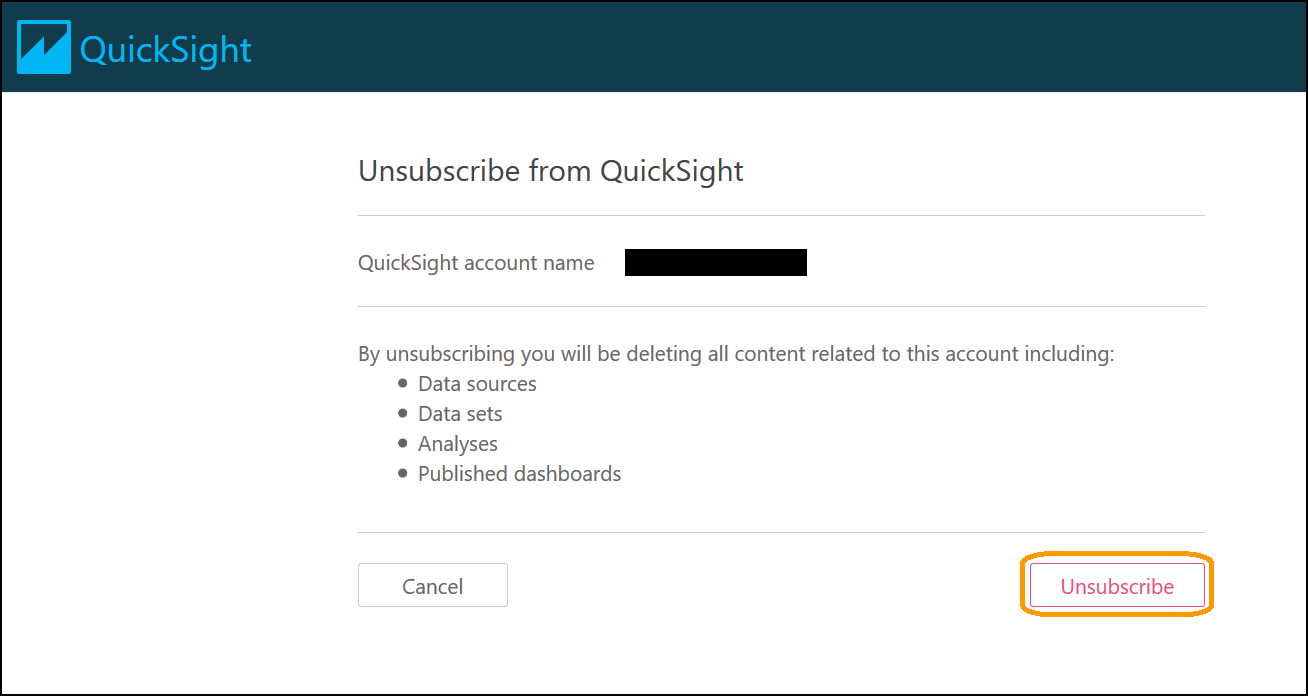 QuickSight
Unsubscribe from QuickSight
QuickSight account name
By unsubscribing you will be deleting all content related to this account including:
Data sources
Data sets
Analyses
Published dashboards
Cancel
Unsubscribe